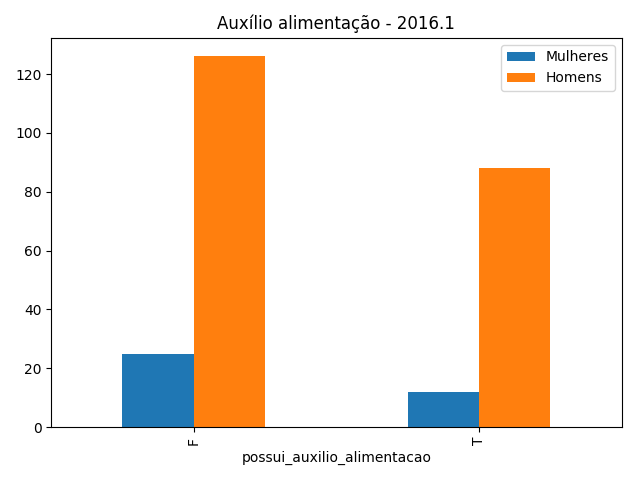 Auxílio alimentação - 2016.1
Mulheres
Homens
120
100
80
60
40
20
0
F
T
possui_auxilio_alimentacao